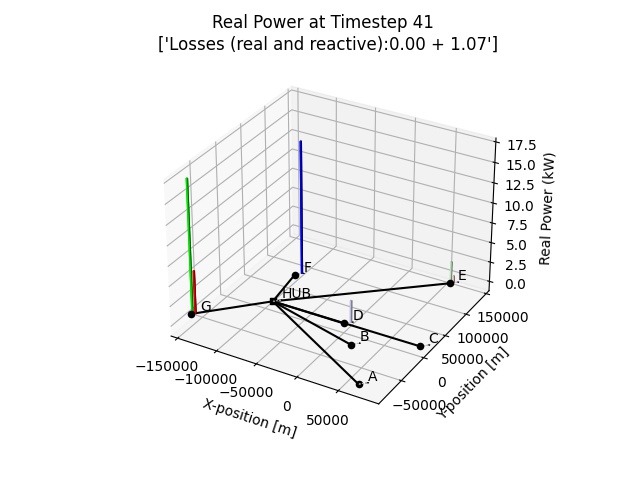 Real Power at Timestep 41
['Losses (real and reactive):0.00 + 1.07']
17.5
15.0
12.5
10.0
7.5
5.0
2.5
0.0
Real Power (kW)
F
E
HUB
G
D
B
C
A
150000
100000
50000
0
−50000
Y-position [m]
−150000
−100000
−50000
0
50000
X-position [m]